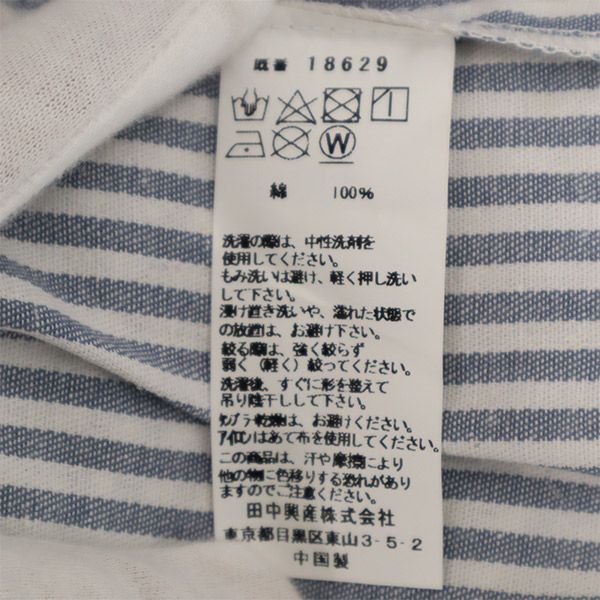 品番 18629
W
綿 100%
洗濯の際は、中性洗剤を
使用してください。
もみ洗いは避け、軽く押し洗い
して下さい。
浸け置き洗いや、濡れた状態で
の放置は、お避け下さい。
絞る際は、強く絞らず
弱く（軽く）絞ってください。
洗濯後、すぐに形を整えて
吊り陰干しして下さい。
タンブラ乾燥は、お避けください。
アイロンはあて布を使用してください。
この商品は、汗や摩擦により
他の物に色移りする恐れがあり
ますのでご注意ください。
田中興産株式会社
東京都目黒区東山3-5-2
中国製